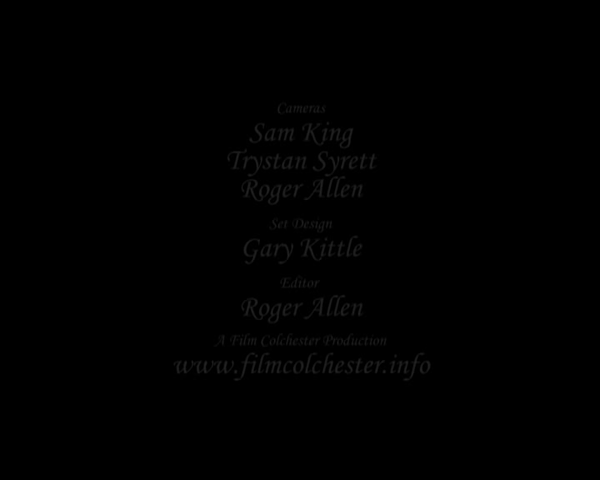 Cameras
Sam King
Trystan Syrett
Roger Allen
Set Design
Gary Kittle
Editor
Roger Allen
A Film Colchester Production
www.filmcolchester.info